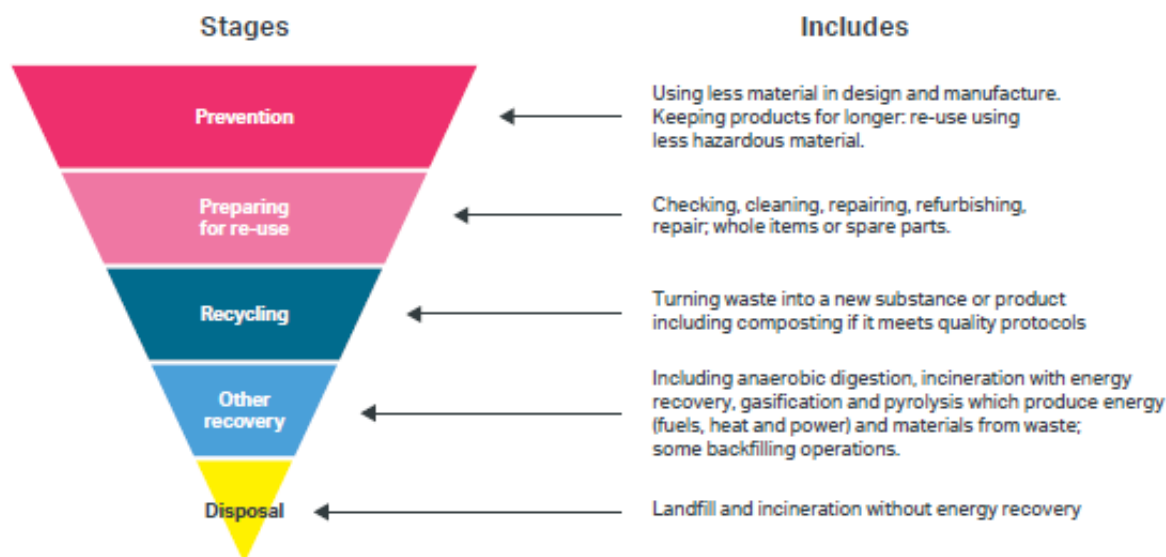 Stages
Includes
Prevention
Using less material in design and manufacture.
Keeping products for longer: re-use using
less hazardous material.
Preparing
for re-use
Checking, cleaning, repairing, refurbishing,
repair; whole items or spare parts.
Recycling
Turning waste into a new substance or product
including composting if it meets quality protocols
Other
recovery
Including anaerobic digestion, incineration with energy
recovery, gasification and pyrolysis which produce energy
(fuels, heat and power) and materials from waste;
some backfilling operations.
Disposal
Landfill and incineration without energy recovery